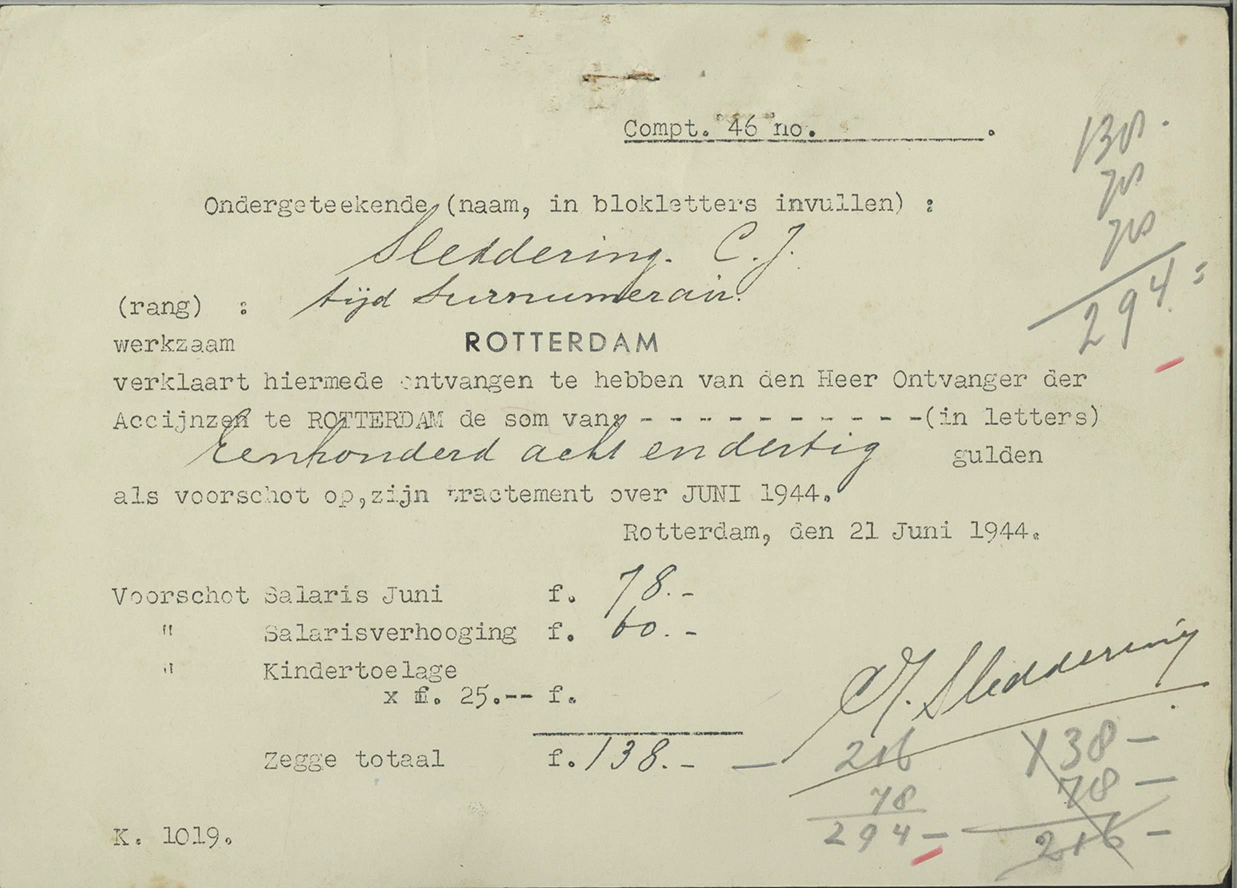 Compt. 46 no. .
138.-
78
78
294.=
Ondergeteekende (naam, in blokletters invullen) :
Sleddering. C. J.
(rang) : tijd surnumerair.
werkzaam ROTTERDAM
verklaart hiermede ontvangen te hebben van den Heer Ontvanger der
Accijnzen te ROTTERDAM de som van: - - - - - - - - - - - -(in letters)
Eenhonderd acht en dertig gulden
als voorschot op,zijn tractement over JUNI 1944.
Rotterdam, den 21 Juni 1944.
Voorschot Salaris Juni f. 78.-
" Salarisverhooging f. 60.-
" Kindertoelage
x f. 25.-- f.
CJ. Sleddering
Zegge totaal f. 138.- —
216
78
294 —
138 —
78 —
216 —
K. 1019.